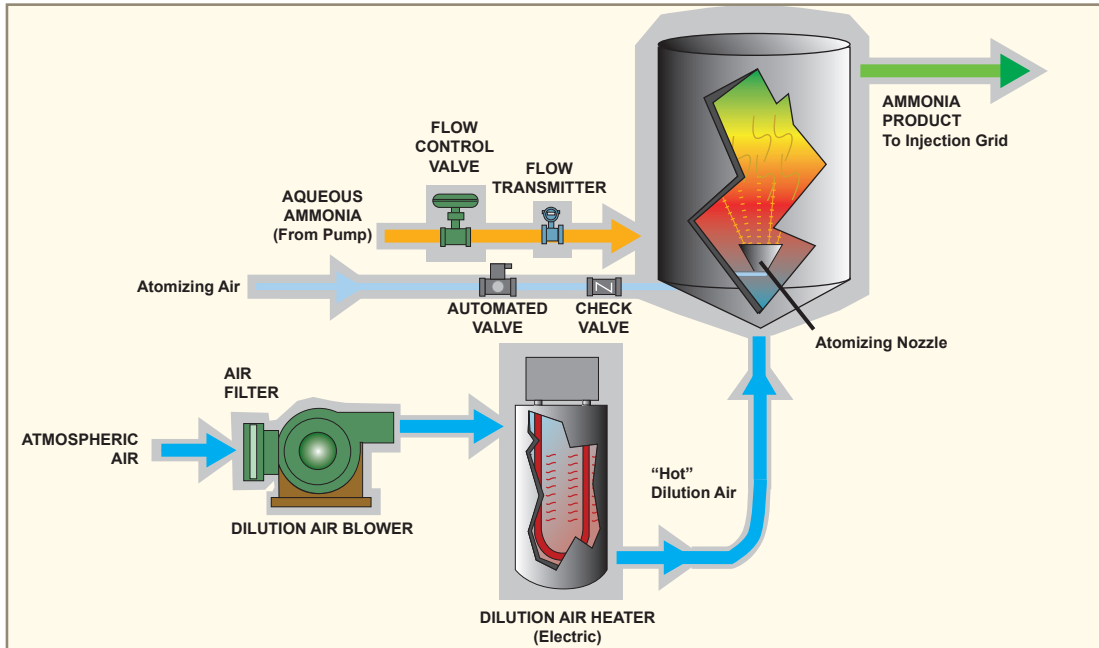 FLOW
CONTROL
VALVE
FLOW
TRANSMITTER
AQUEOUS
AMMONIA
(From Pump)
AMMONIA
PRODUCT
To Injection Grid
Atomizing Air
AUTOMATED
VALVE
CHECK
VALVE
Atomizing Nozzle
AIR
FILTER
ATMOSPHERIC
AIR
DILUTION AIR BLOWER
“Hot”
Dilution Air
DILUTION AIR HEATER
(Electric)